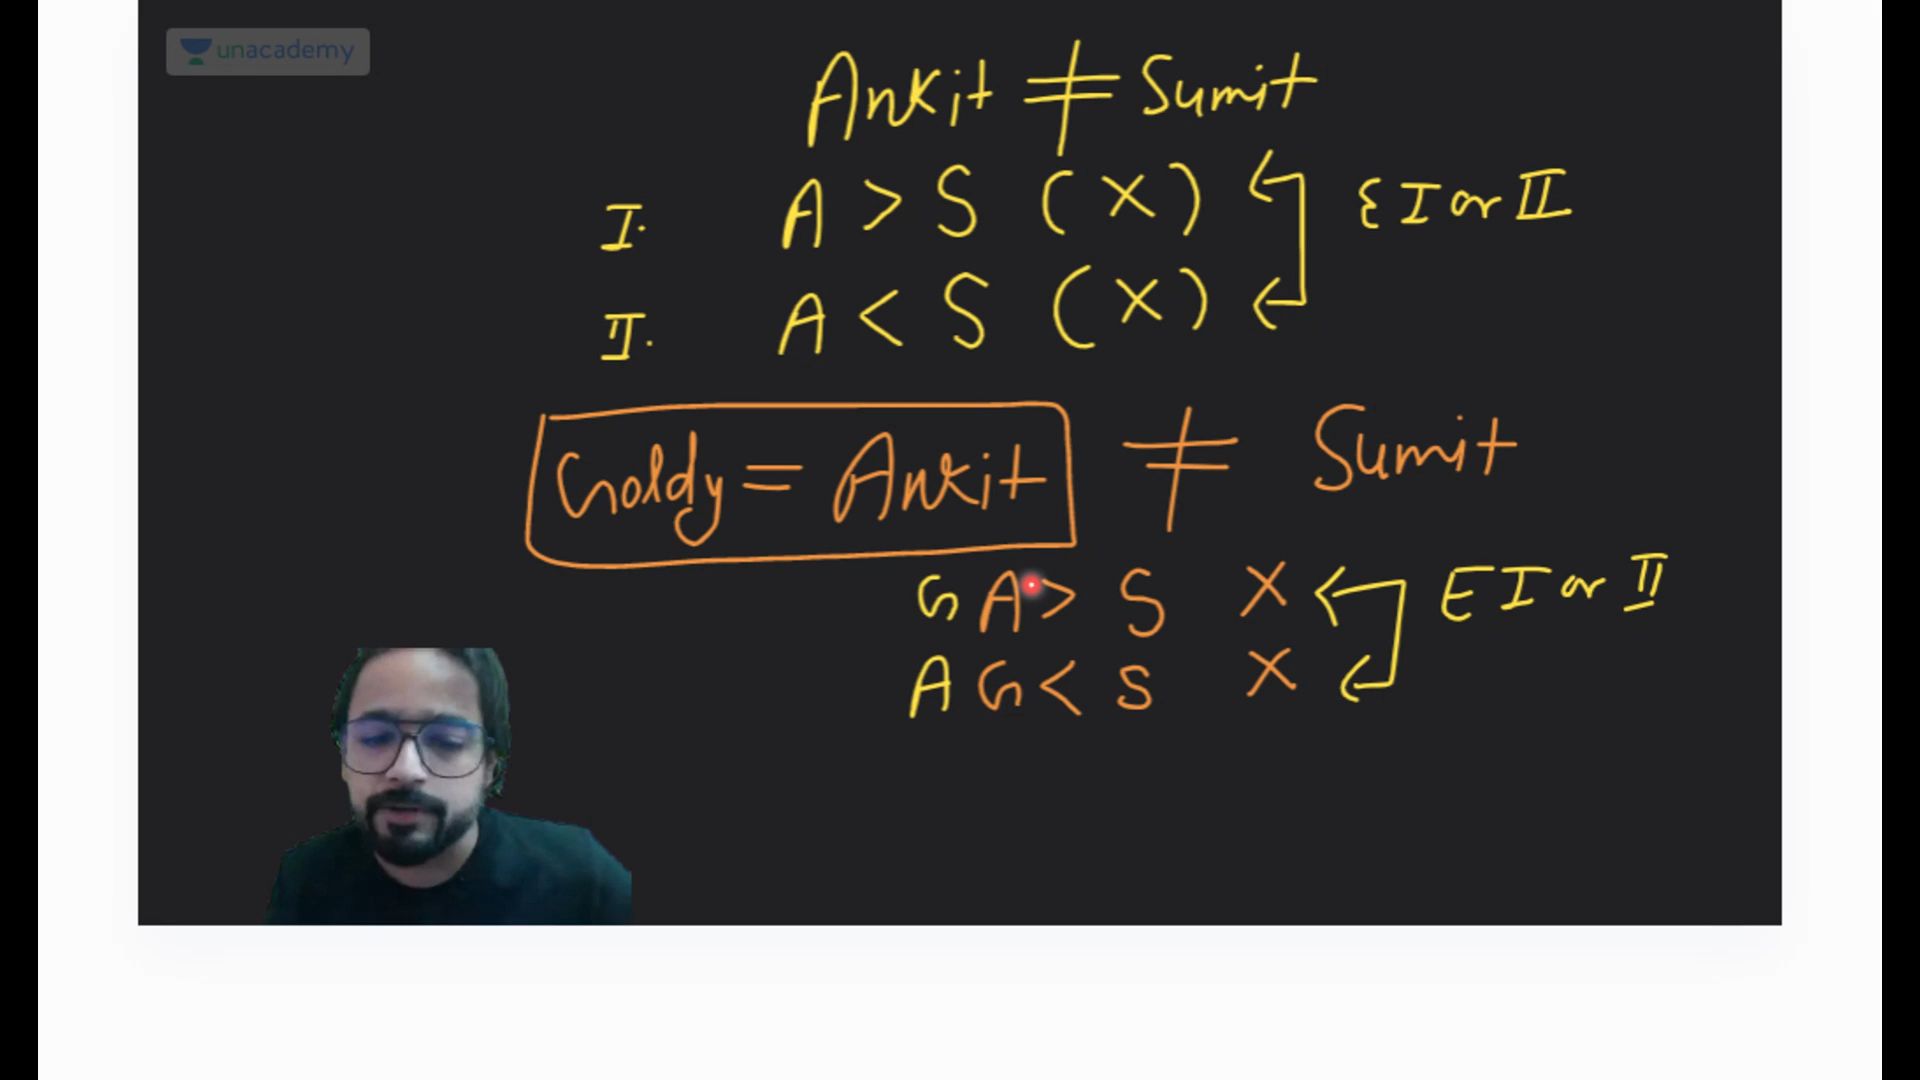 unacademy
Ankit ≠ Sumit
I. A > S (X) E I or II
II. A < S (X)
Goldy = Ankit ≠ Sumit
G A > S X E I or II
A G < S X